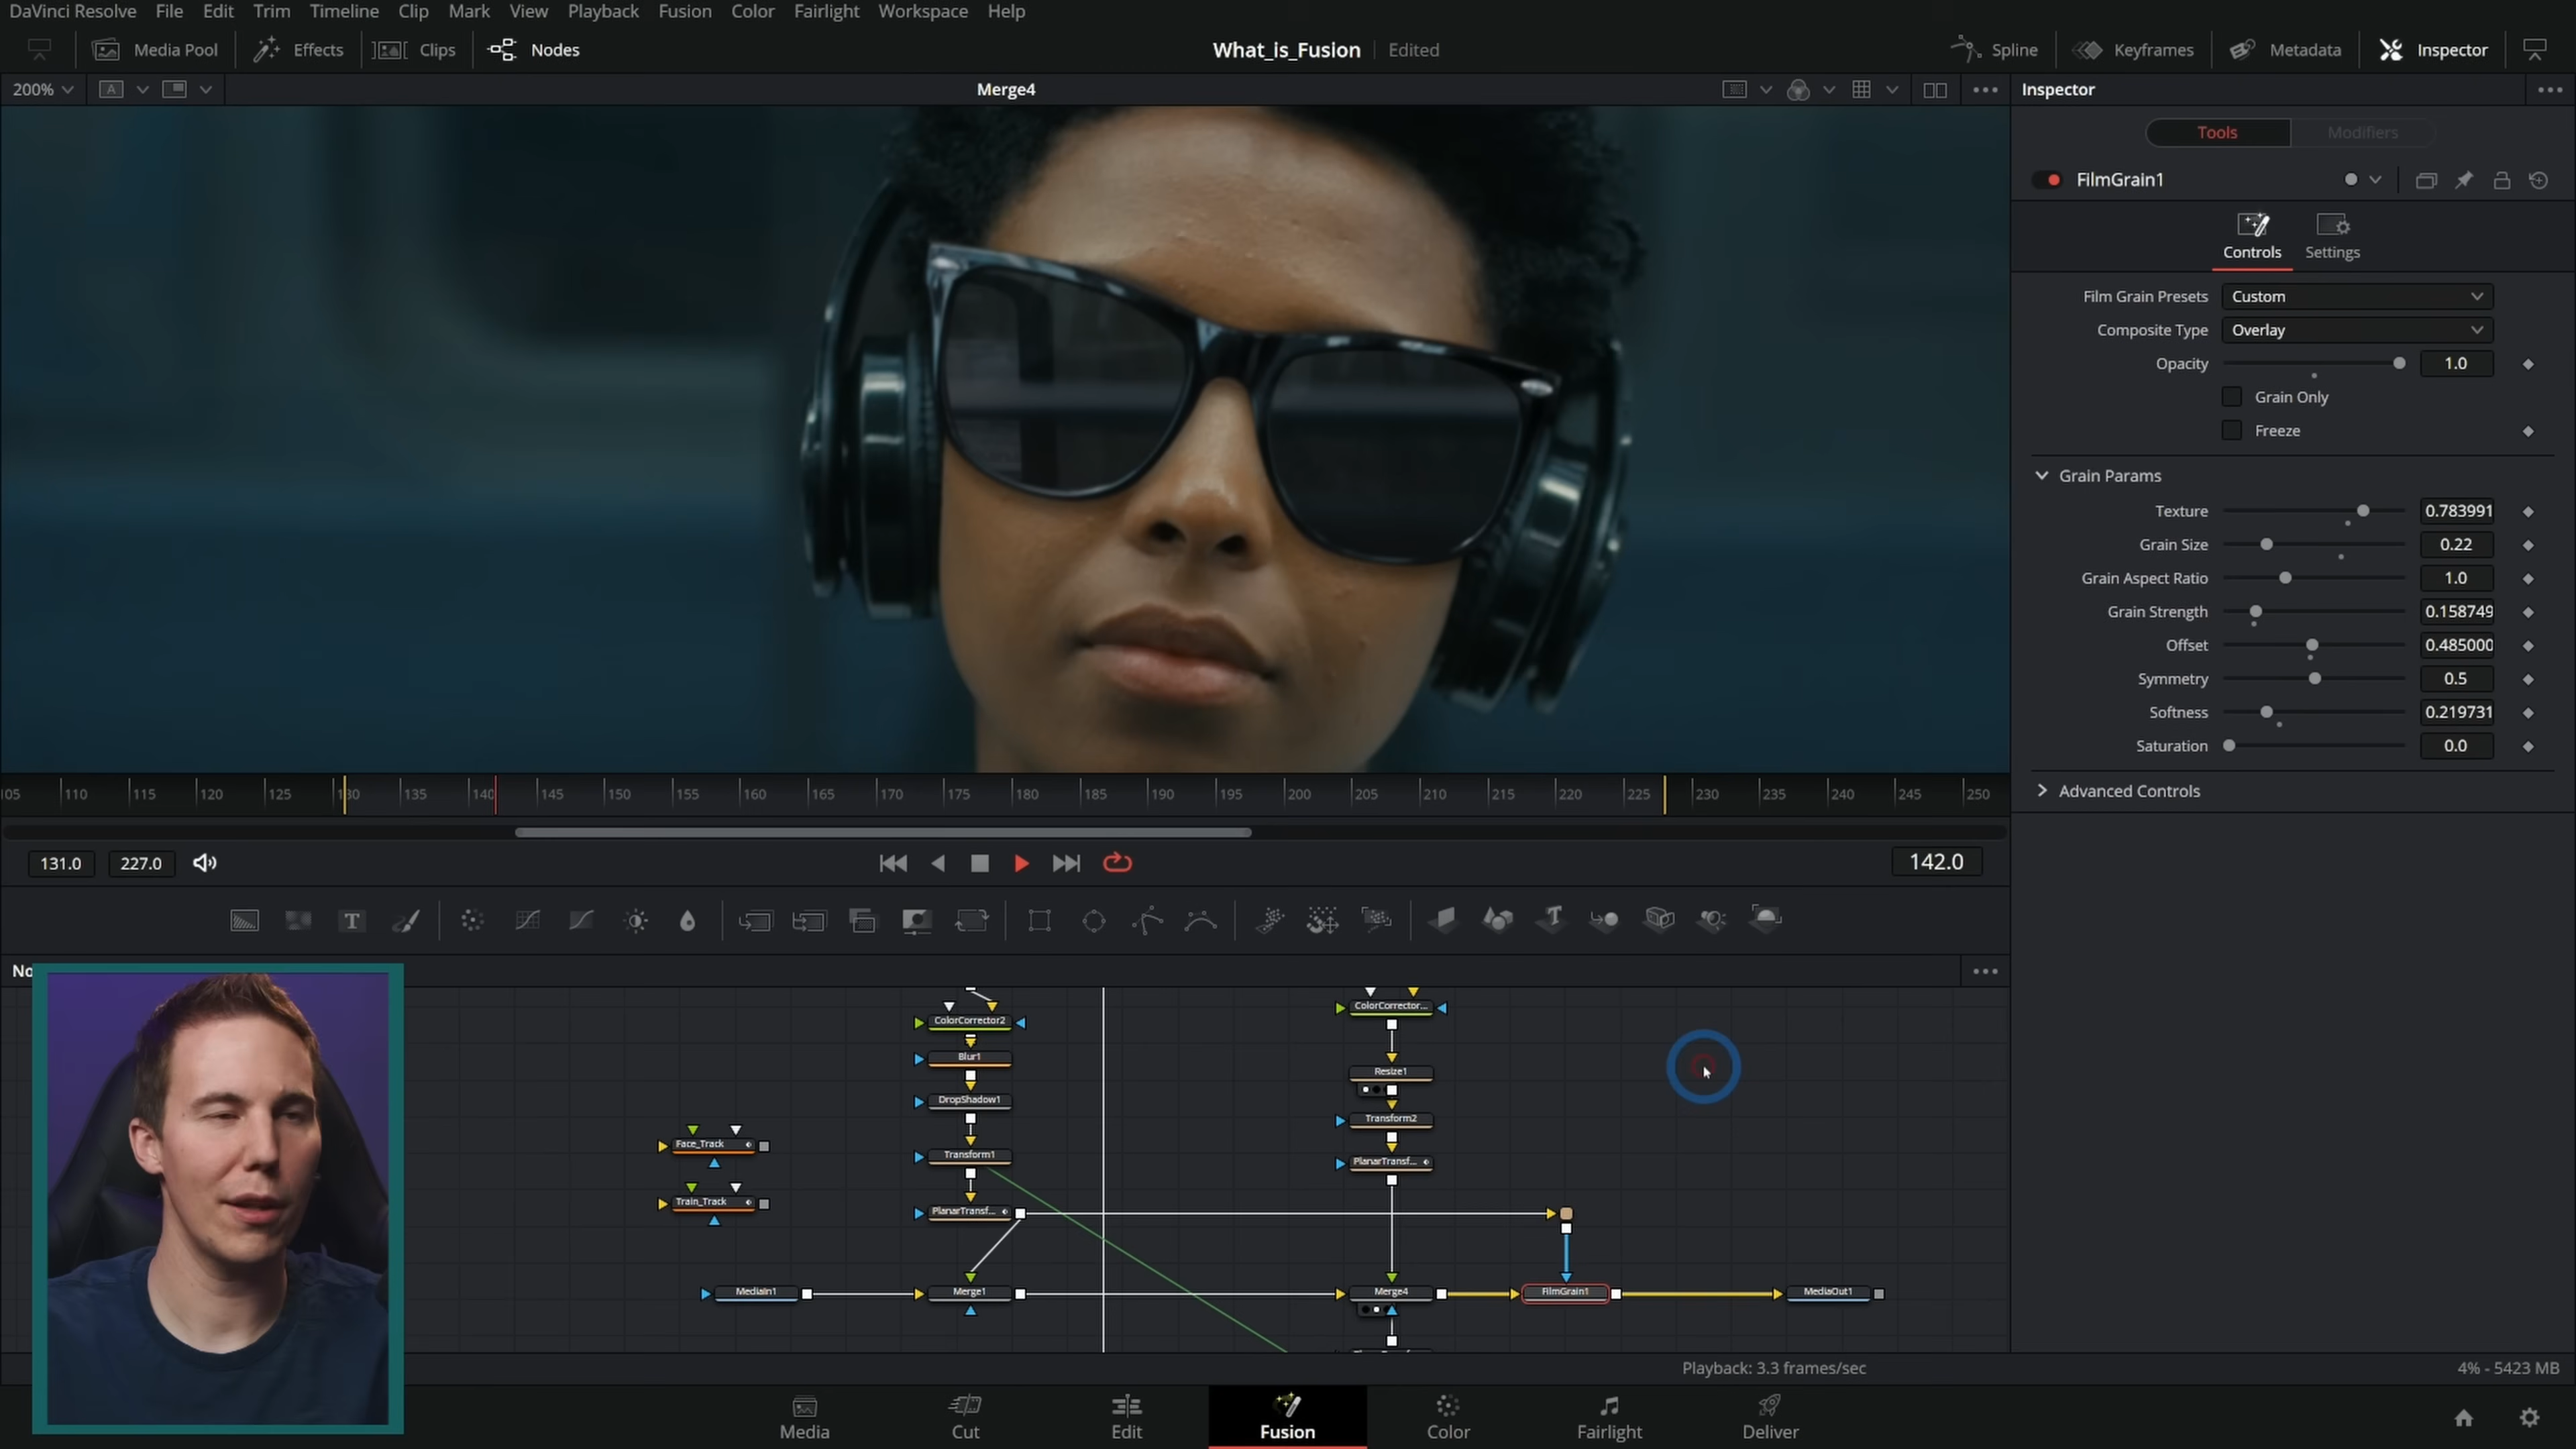 DaVinci Resolve File Edit Trim Timeline Clip Mark View Playback Fusion Color Fairlight Workspace Help
Media Pool Effects Clips Nodes What_is_Fusion Edited Spline Keyframes Metadata Inspector
200% A Merge4 Inspector
Tools Modifiers
FilmGrain1
Controls Settings
Film Grain Presets Custom
Composite Type Overlay
Opacity 1.0
Grain Only
Freeze
Grain Params
Texture 0.783991
Grain Size 0.22
Grain Aspect Ratio 1.0
Grain Strength 0.158749
Offset 0.485000
Symmetry 0.5
Softness 0.219731
Saturation 0.0
Advanced Controls
05 110 115 120 125 130 135 140 145 150 155 160 165 170 175 180 185 190 195 200 205 210 215 220 225 230 235 240 245 250
131.0 227.0 142.0
T T
No
ColorCorrector2 ColorCorrector...
Blur1
Resize1
DropShadow1
Transform2
Face_Track
Transform1
PlanarTransf...
Train_Track
PlanarTransf...
MediaIn1 Merge1 Merge4 FilmGrain1 MediaOut1
Playback: 3.3 frames/sec 4% - 5423 MB
Media Cut Edit Fusion Color Fairlight Deliver